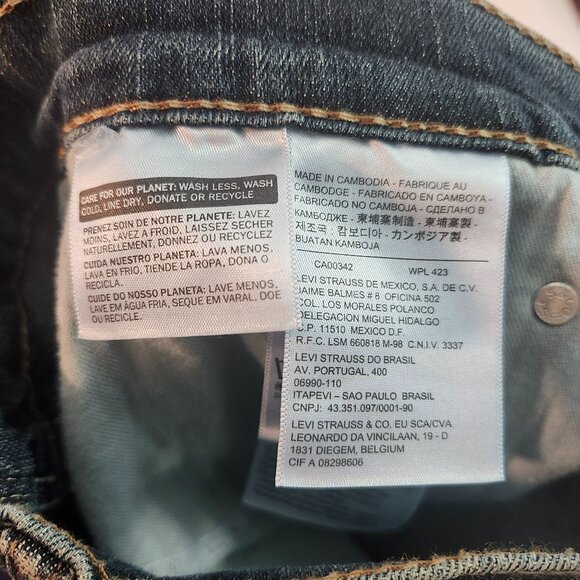 CARE FOR OUR PLANET: WASH LESS, WASH
COLD, LINE DRY, DONATE OR RECYCLE
PRENEZ SOIN DE NOTRE PLANETE: LAVEZ
MOINS, LAVEZ A FROID, LAISSEZ SECHER
NATURELLEMENT, DONNEZ OU RECYCLEZ
CUIDA NUESTRO PLANETA: LAVA MENOS,
LAVA EN FRIO, TIENDE LA ROPA, DONA O
RECICLA.
CUIDE DO NOSSO PLANETA: LAVE MENOS,
LAVE EM ÁGUA FRIA, SEQUE EM VARAL, DOE
OU RECICLE.
MADE IN CAMBODIA - FABRIQUE AU
CAMBODGE - FABRICADO EN CAMBOYA -
FABRICADO NO CAMBOJA - СДЕЛАНО В
КАМБОДЖЕ - 柬埔寨制造 - 柬埔寨製 -
제조국 : 캄보디아 - カンボジア製 -
BUATAN KAMBOJA
CA00342 WPL 423
LEVI STRAUSS DE MEXICO, S.A. DE C.V.
JAIME BALMES # 8 OFICINA 502
COL. LOS MORALES POLANCO
DELEGACION MIGUEL HIDALGO
C.P. 11510 MEXICO D.F.
R.F.C. LSM 660818 M-98 C.N.I.V. 3337
LEVI STRAUSS DO BRASIL
AV. PORTUGAL, 400
06990-110
ITAPEVI – SAO PAULO BRASIL
CNPJ: 43.351.097/0001-90
LEVI STRAUSS & CO. EU SCA/CVA
LEONARDO DA VINCILAAN, 19 - D
1831 DIEGEM, BELGIUM
CIF A 08298606